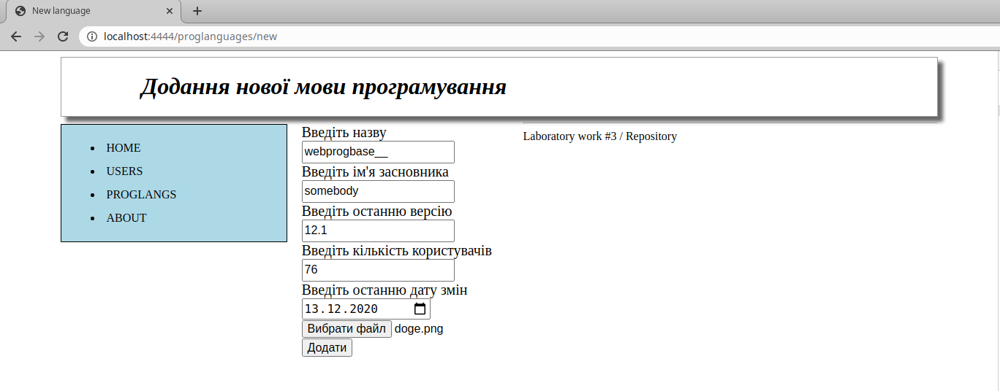 New language
localhost:4444/proglanguages/new
Додання нової мови програмування
HOME
USERS
PROGLANGS
ABOUT
Введіть назву
webprogbase__
Введіть ім'я засновника
somebody
Введіть останню версію
12.1
Введіть кількість користувачів
76
Введіть останню дату змін
13.12.2020
Вибрати файл doge.png
Додати
Laboratory work #3 / Repository